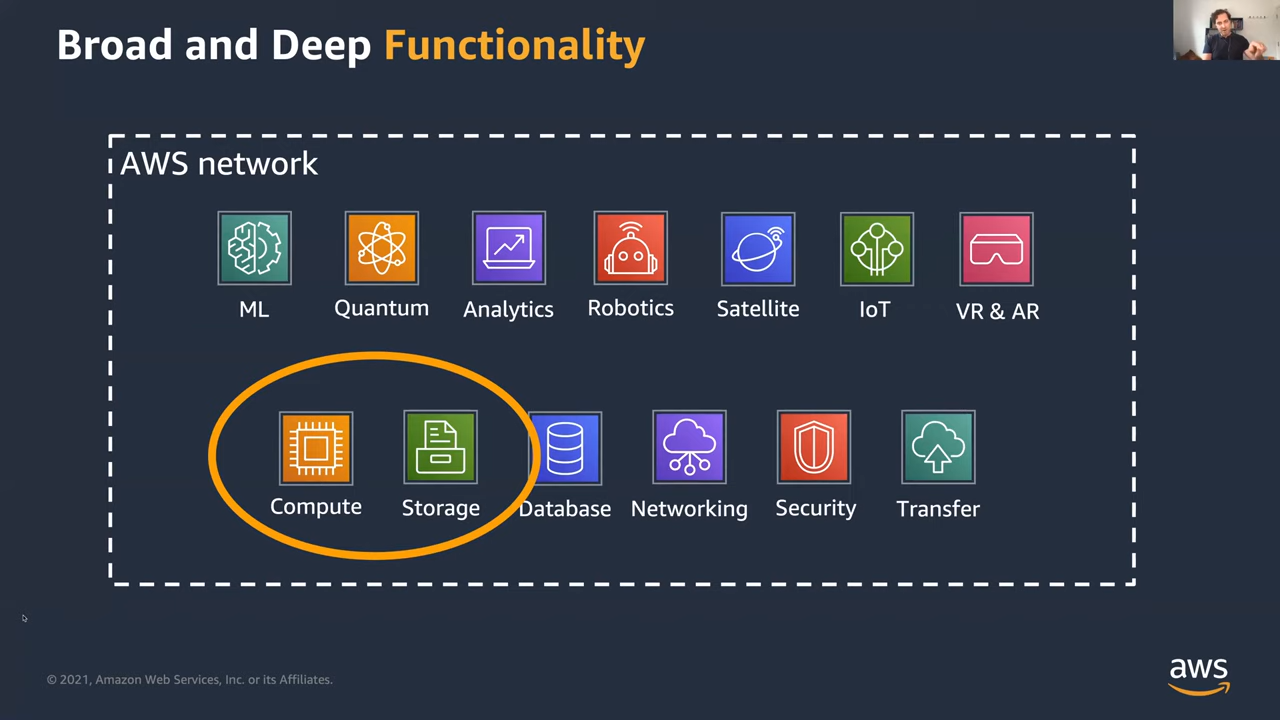 Broad and Deep Functionality
AWS network
ML Quantum Analytics Robotics Satellite IoT VR & AR
Compute Storage Database Networking Security Transfer
© 2021, Amazon Web Services, Inc. or its Affiliates.
aws